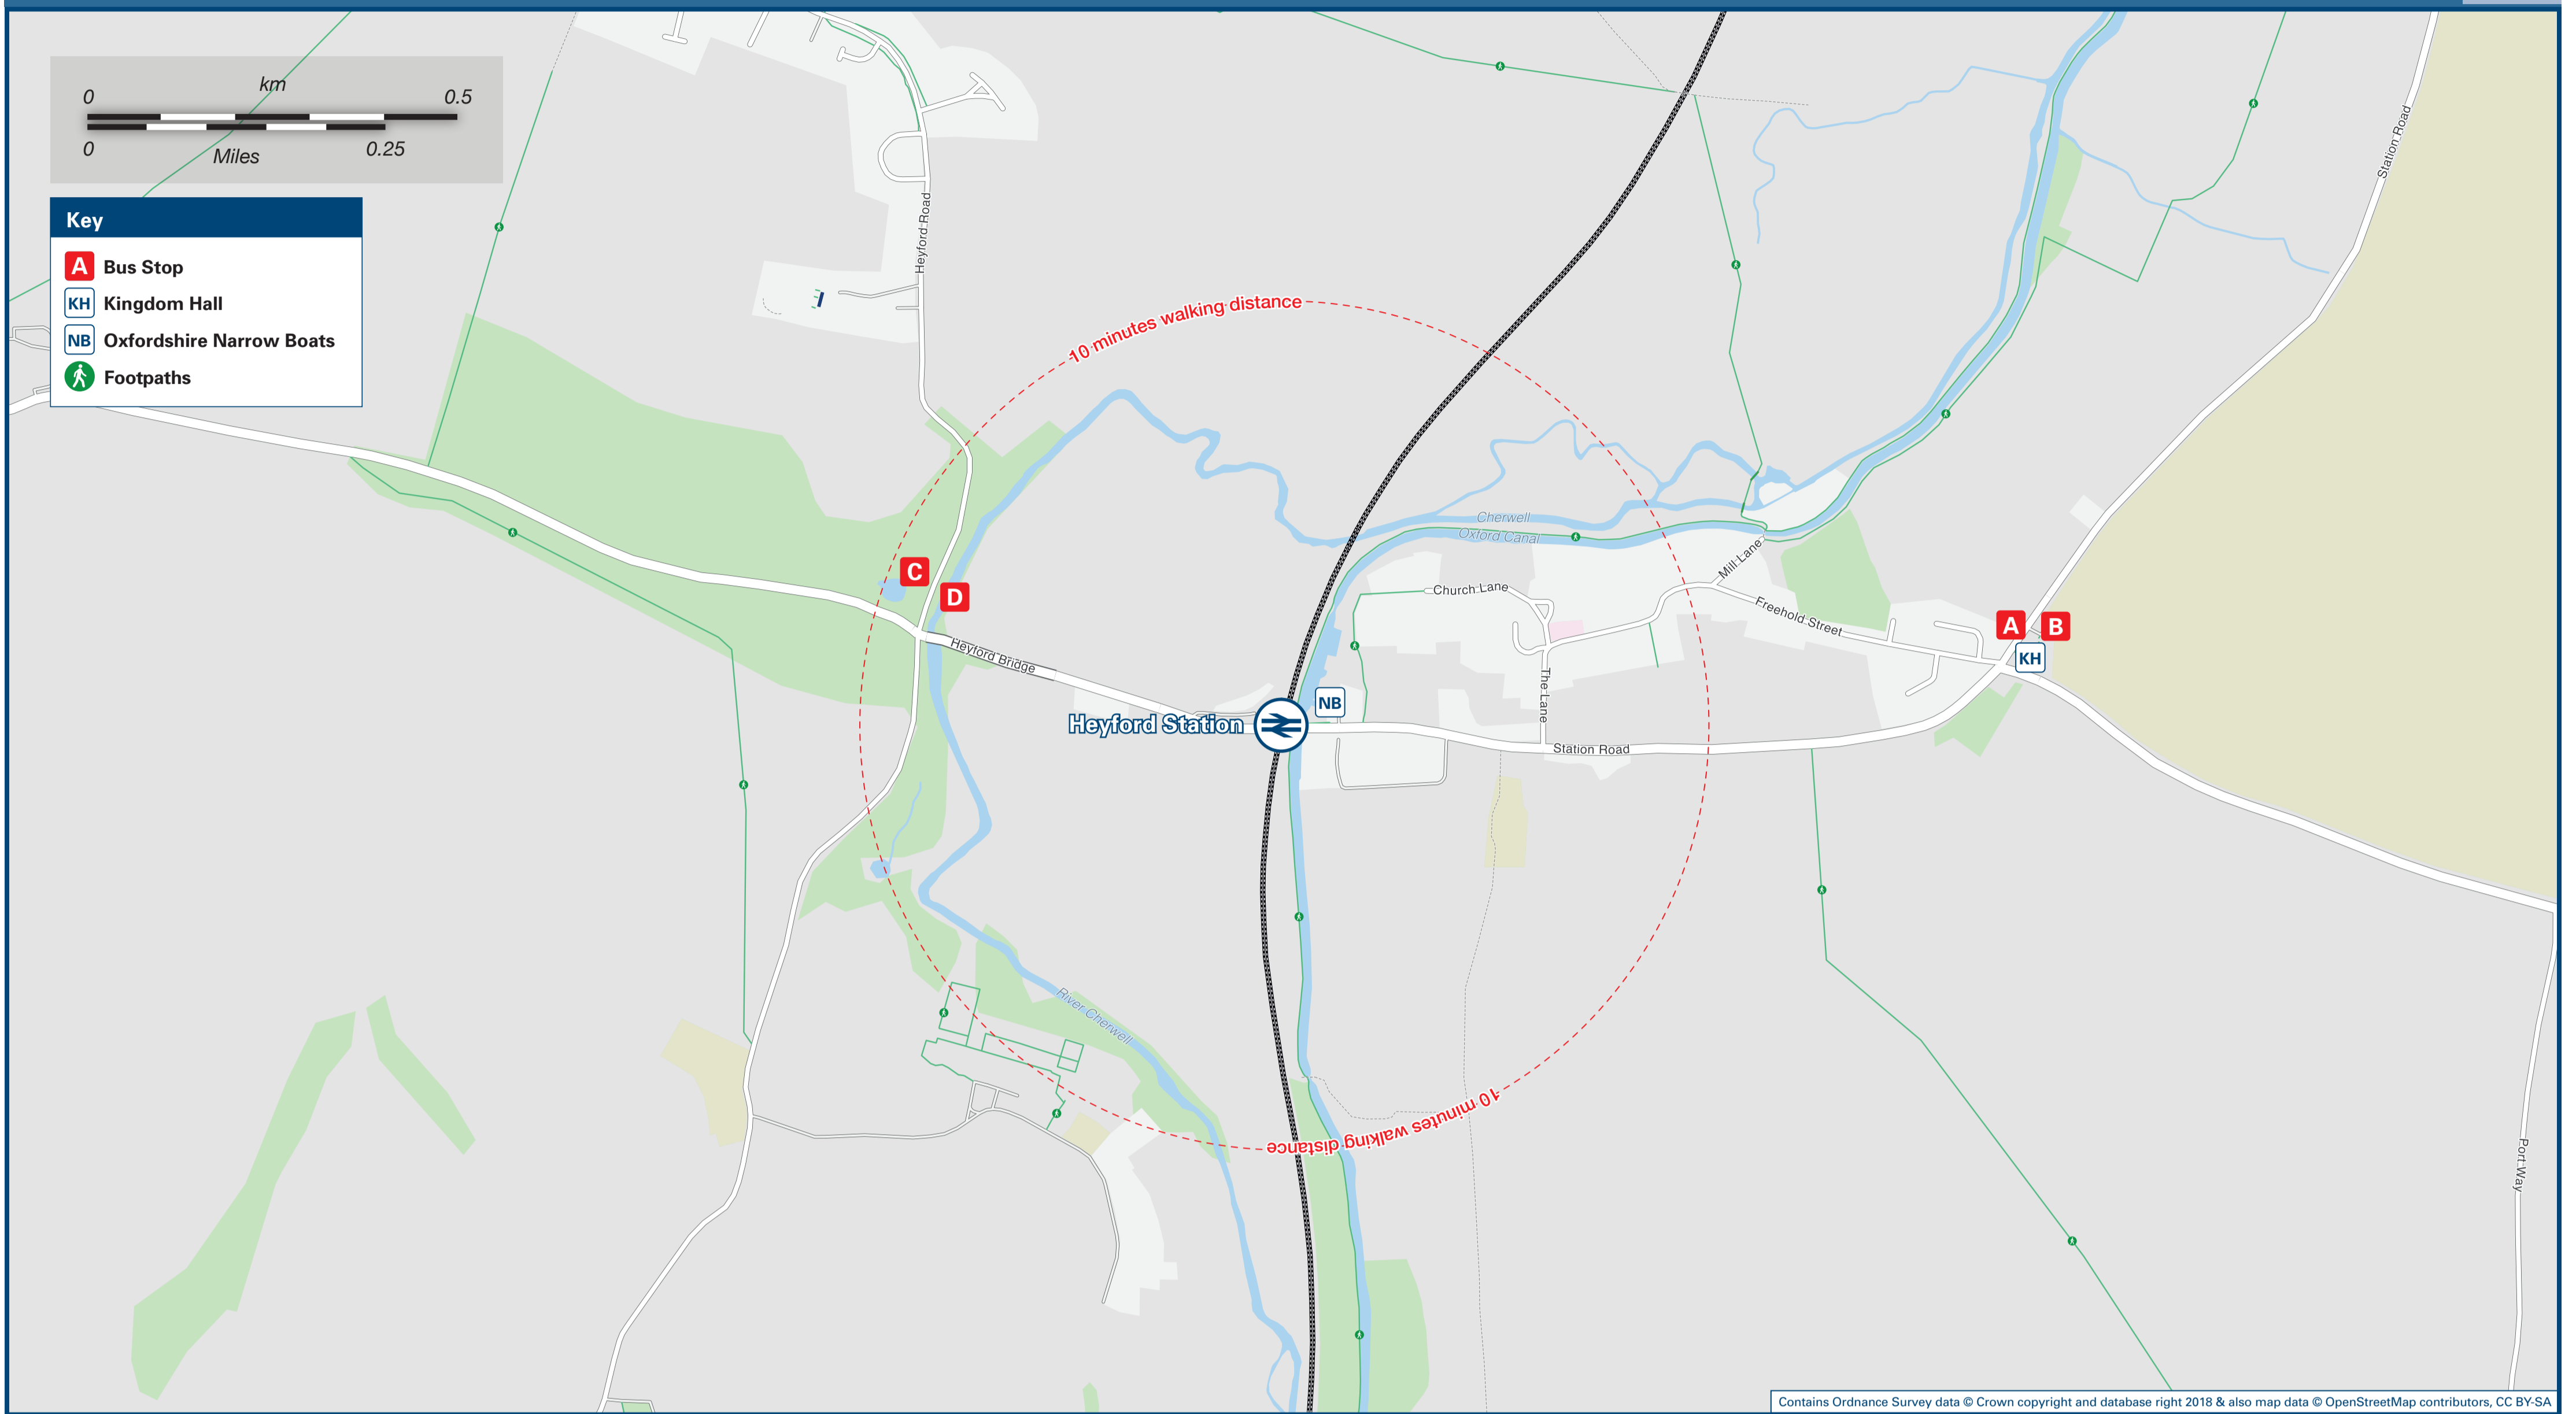 km
0 0.5
0 0.25
Miles
Key
A Bus Stop
KH Kingdom Hall
NB Oxfordshire Narrow Boats
Footpaths
Heyford Road
Station Road
10 minutes walking distance
Cherwell
Oxford Canal
Mill Lane
Church Lane
Freehold Street
C
D
A
B
KH
Heyford Bridge
The Lane
NB
Heyford Station
Station Road
River Cherwell
10 minutes walking distance
Port Way
Contains Ordnance Survey data © Crown copyright and database right 2018 & also map data © OpenStreetMap contributors, CC BY-SA